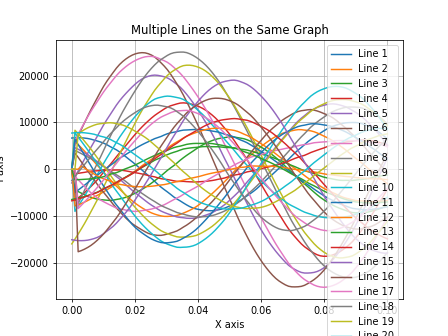 Multiple Lines on the Same Graph
20000
10000
0
−10000
−20000
0.00
0.02
0.04
0.06
X axis
Line 1
Line 2
Line 3
Line 4
Line 5
Line 6
Line 7
Line 8
Line 9
Line 10
Line 11
Line 12
Line 13
Line 14
Line 15
Line 16
Line 17
Line 18
Line 19
Line 20